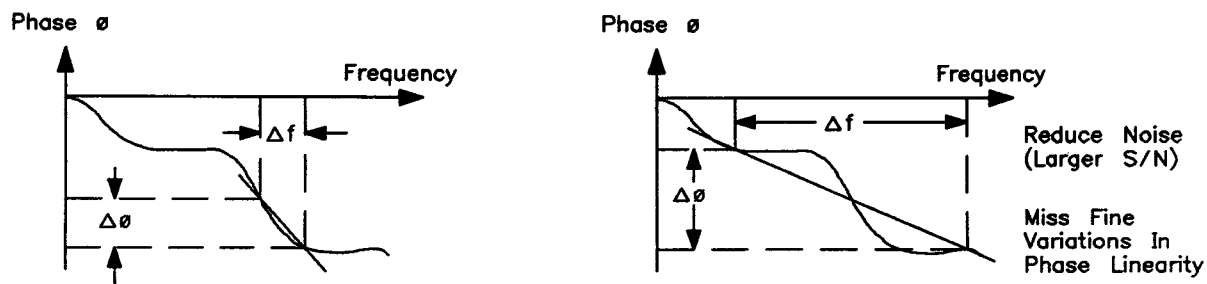 Phase ø
Frequency
Δf
Δø
Phase ø
Frequency
Δf
Δø
Reduce Noise
(Larger S/N)
Miss Fine
Variations In
Phase Linearity